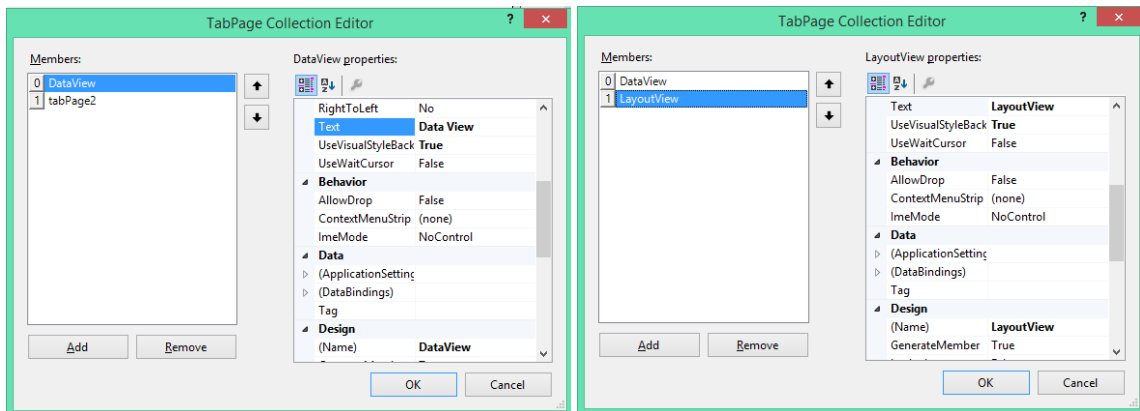 TabPage Collection Editor
? ×
Members:
DataView properties:
0 DataView
1 tabPage2
RightToLeft No
Text Data View
UseVisualStyleBack True
UseWaitCursor False
Behavior
AllowDrop False
ContextMenuStrip (none)
ImeMode NoControl
Data
(ApplicationSetting
(DataBindings)
Tag
Design
(Name) DataView
Add Remove
OK Cancel
TabPage Collection Editor
? ×
Members:
LayoutView properties:
0 DataView
1 LayoutView
Text LayoutView
UseVisualStyleBack True
UseWaitCursor False
Behavior
AllowDrop False
ContextMenuStrip (none)
ImeMode NoControl
Data
(ApplicationSetting
(DataBindings)
Tag
Design
(Name) LayoutView
GenerateMember True
Add Remove
OK Cancel